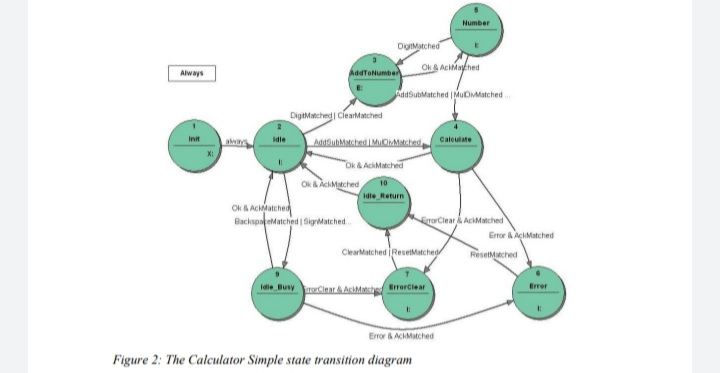 5
Number
I:
DigitMatched
3
AddToNumber
E:
Ok & AckMatched
Always
AddSubMatched | MulDivMatched ...
DigitMatched | ClearMatched
1
Init
X:
always
2
Idle
I:
AddSubMatched | MulDivMatched
4
Calculate
Ok & AckMatched
Ok & AckMatched
10
Idle_Return
Ok & AckMatched
BackspaceMatched | SignMatched...
ErrorClear & AckMatched
Error & AckMatched
ClearMatched | ResetMatched
ResetMatched
9
Idle_Busy
ErrorClear & AckMatched
7
ErrorClear
I:
6
Error
I:
Error & AckMatched
Figure 2: The Calculator Simple state transition diagram